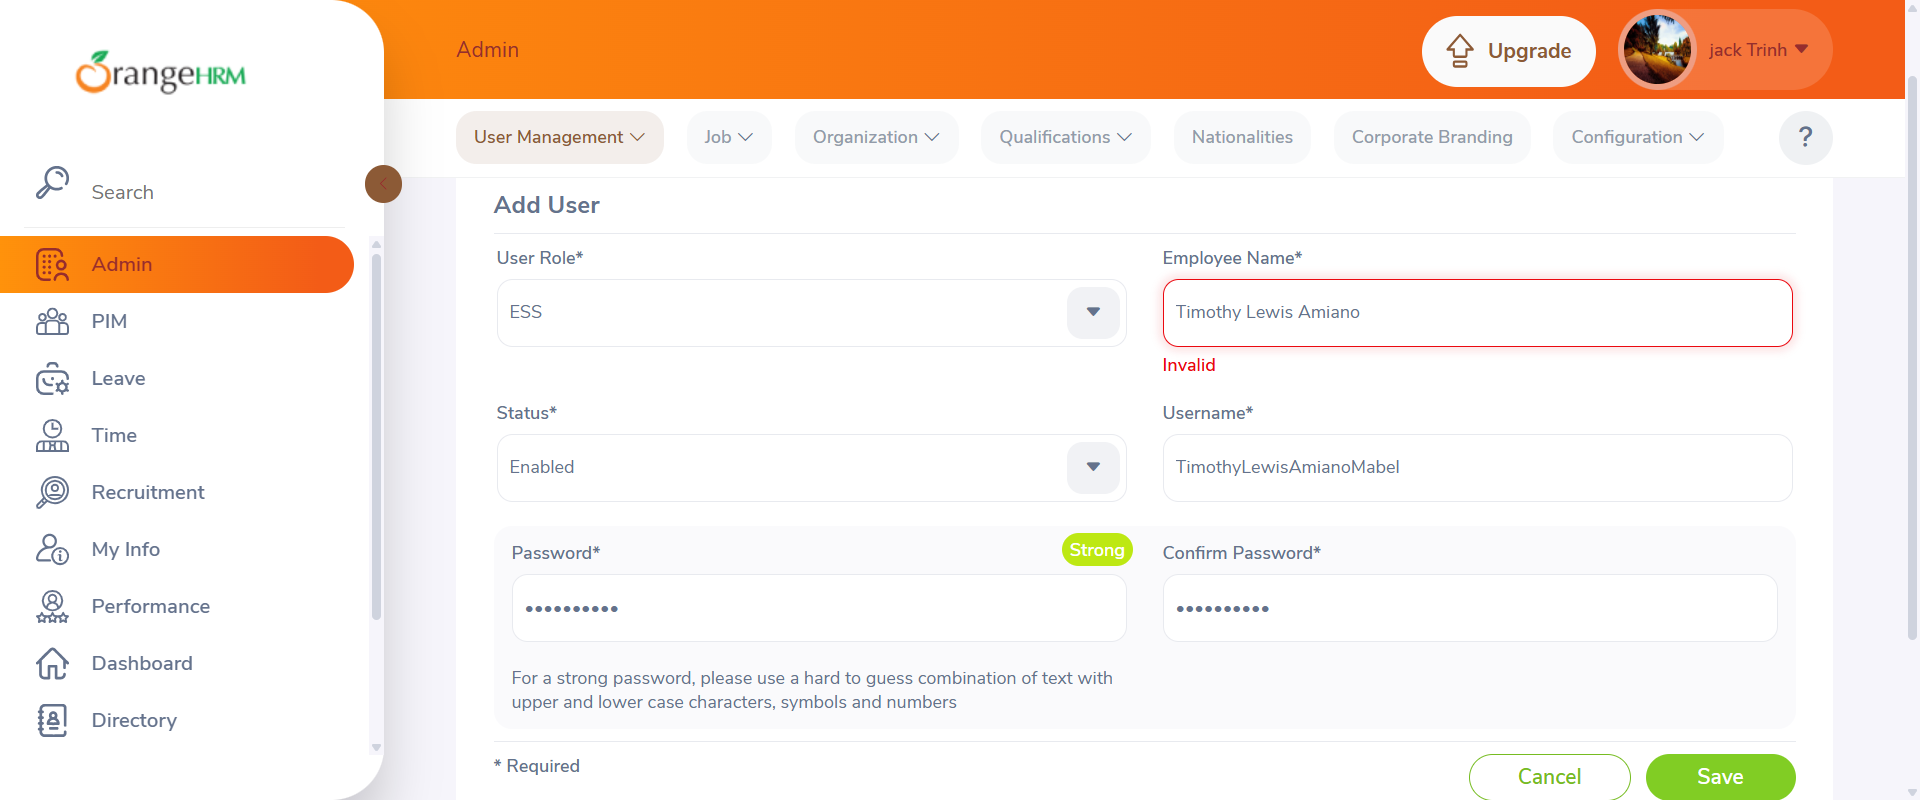 OrangeHRM
Search
Admin
PIM
Leave
Time
Recruitment
My Info
Performance
Dashboard
Directory
Admin
Upgrade
jack Trinh
User Management
Job
Organization
Qualifications
Nationalities
Corporate Branding
Configuration
?
Add User
User Role*
ESS
Employee Name*
Timothy Lewis Amiano
Invalid
Status*
Enabled
Username*
TimothyLewisAmianoMabel
Password*
Strong
••••••••••
Confirm Password*
••••••••••
For a strong password, please use a hard to guess combination of text with
upper and lower case characters, symbols and numbers
* Required
Cancel
Save